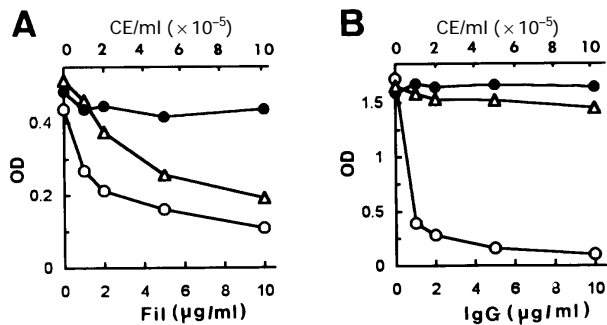 A CE/ml (×10⁻⁵)
0 2 4 6 8 10
OD
0.4
0.2
0
0 2 4 6 8 10
Fil (µg/ml)
B CE/ml (×10⁻⁵)
0 2 4 6 8 10
OD
1.5
1
0.5
0
0 2 4 6 8 10
IgG (µg/ml)